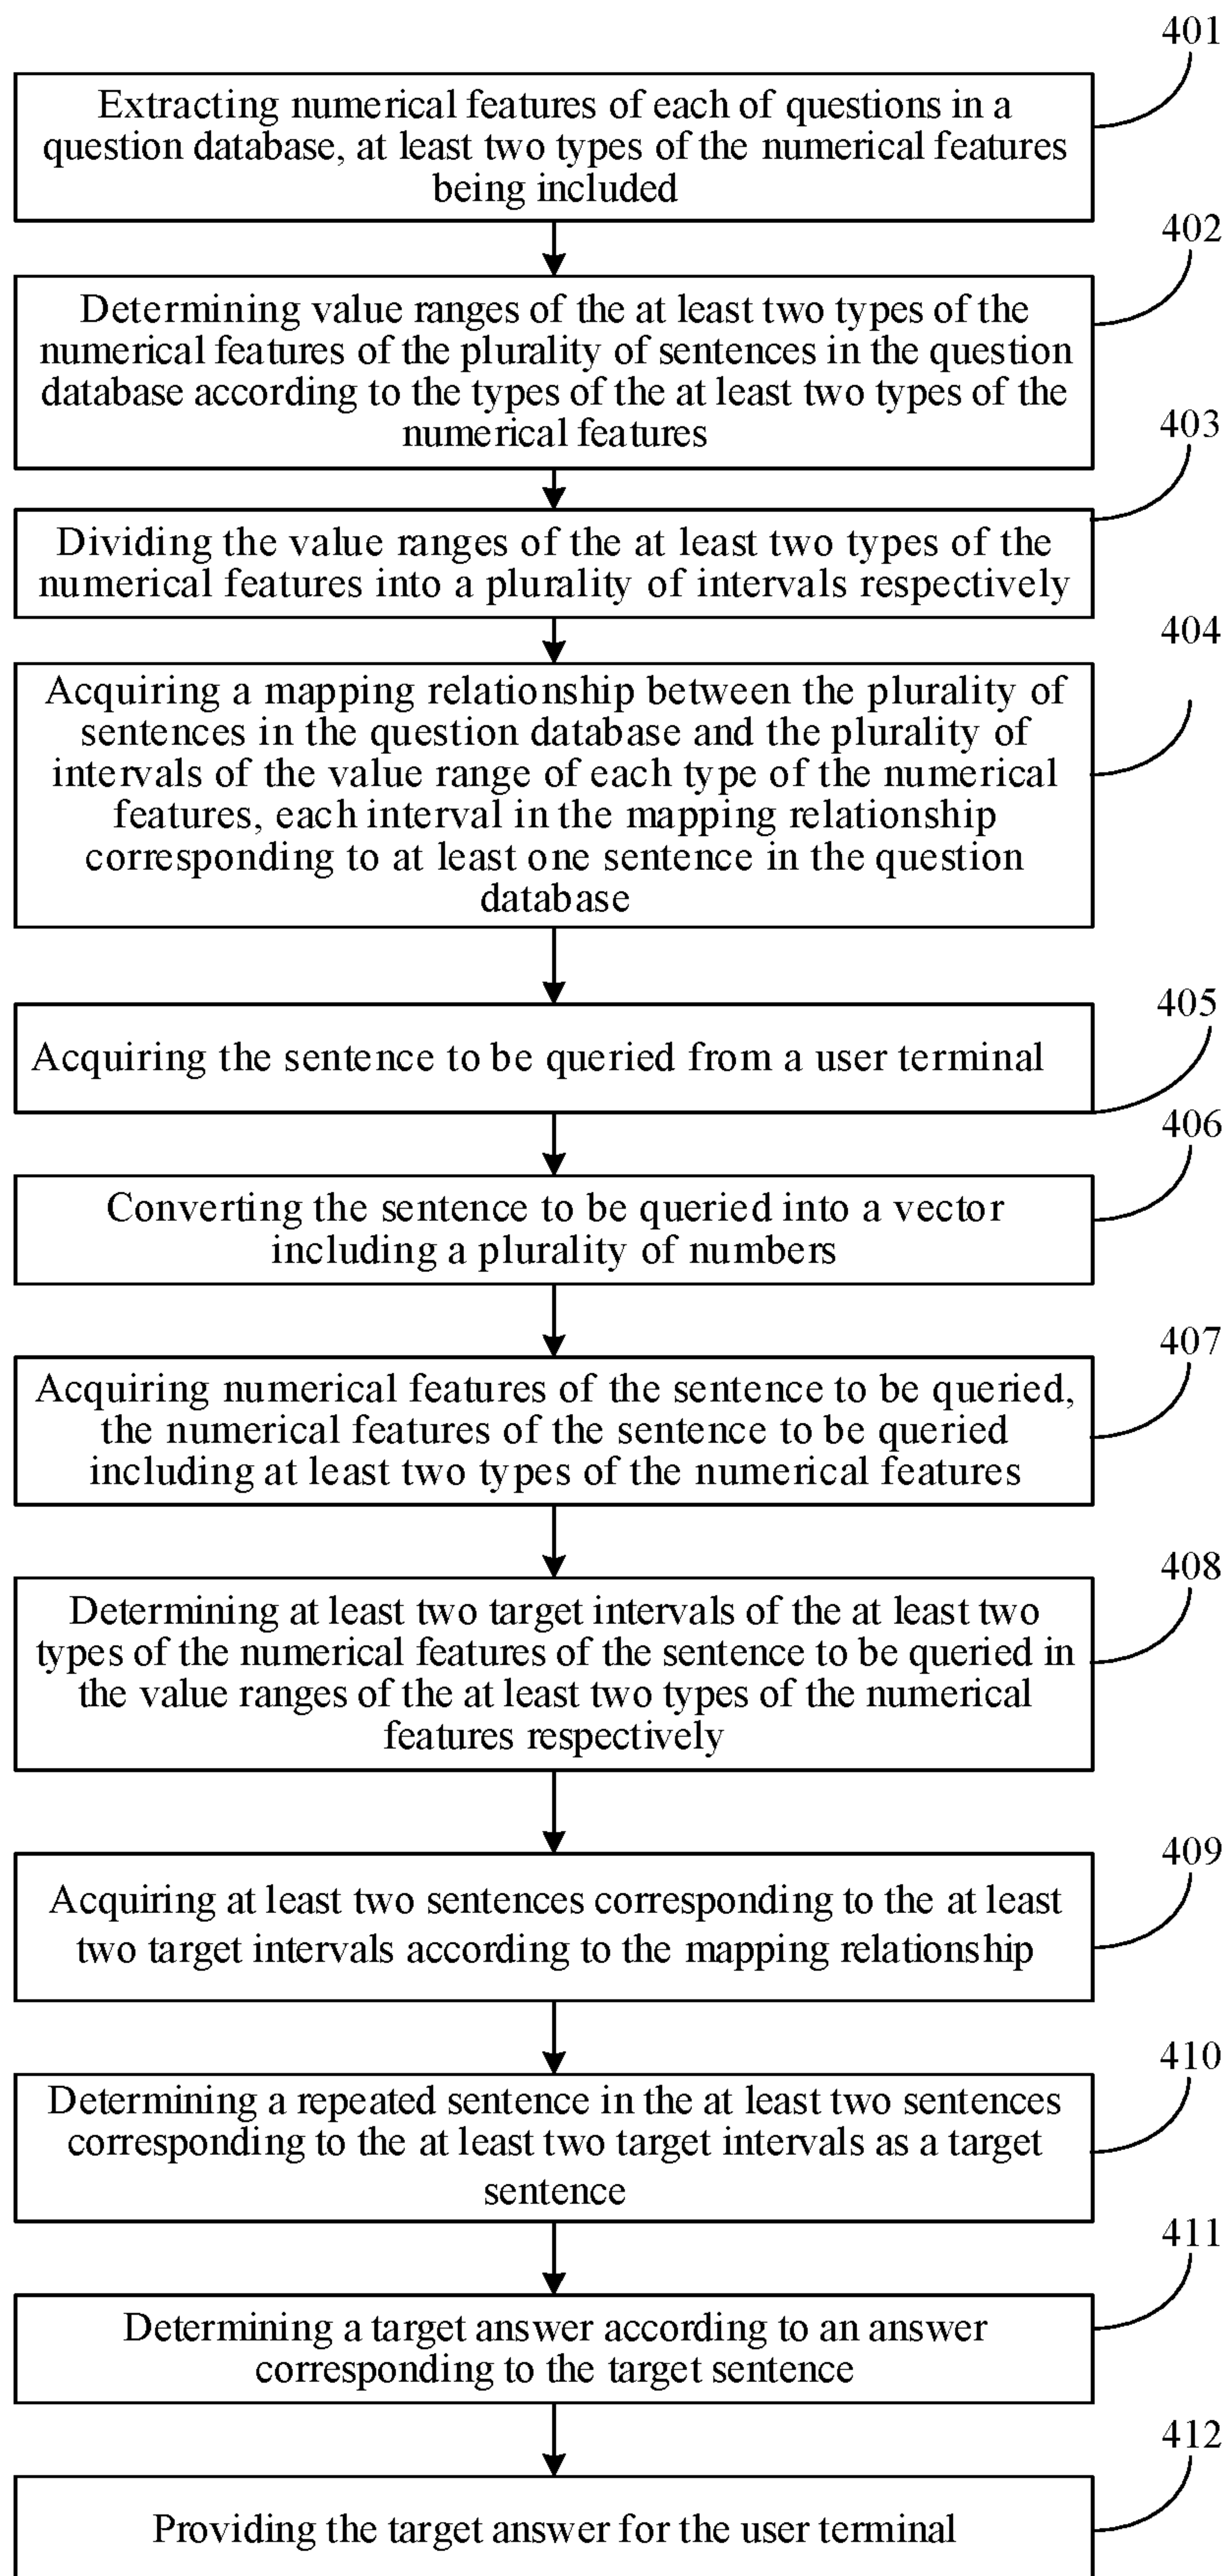 401
Extracting numerical features of each of questions in a
question database, at least two types of the numerical features
being included
402
Determining value ranges of the at least two types of the
numerical features of the plurality of sentences in the question
database according to the types of the at least two types of the
numerical features
403
Dividing the value ranges of the at least two types of the
numerical features into a plurality of intervals respectively
404
Acquiring a mapping relationship between the plurality of
sentences in the question database and the plurality of
intervals of the value range of each type of the numerical
features, each interval in the mapping relationship
corresponding to at least one sentence in the question
database
405
Acquiring the sentence to be queried from a user terminal
406
Converting the sentence to be queried into a vector
including a plurality of numbers
407
Acquiring numerical features of the sentence to be queried,
the numerical features of the sentence to be queried
including at least two types of the numerical features
408
Determining at least two target intervals of the at least two
types of the numerical features of the sentence to be queried in
the value ranges of the at least two types of the numerical
features respectively
409
Acquiring at least two sentences corresponding to the at least
two target intervals according to the mapping relationship
410
Determining a repeated sentence in the at least two sentences
corresponding to the at least two target intervals as a target
sentence
411
Determining a target answer according to an answer
corresponding to the target sentence
412
Providing the target answer for the user terminal